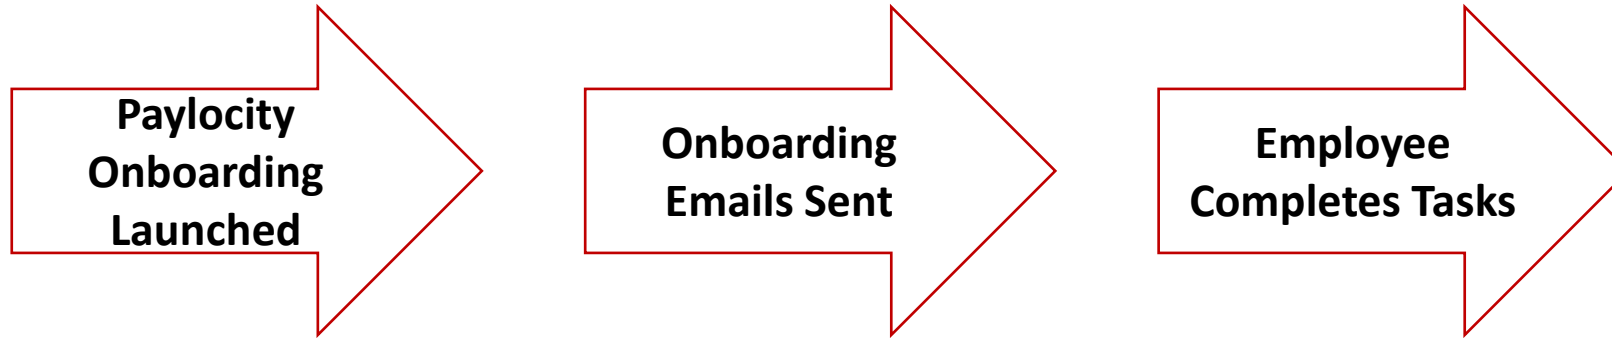 Paylocity
Onboarding
Launched
Onboarding
Emails Sent
Employee
Completes Tasks